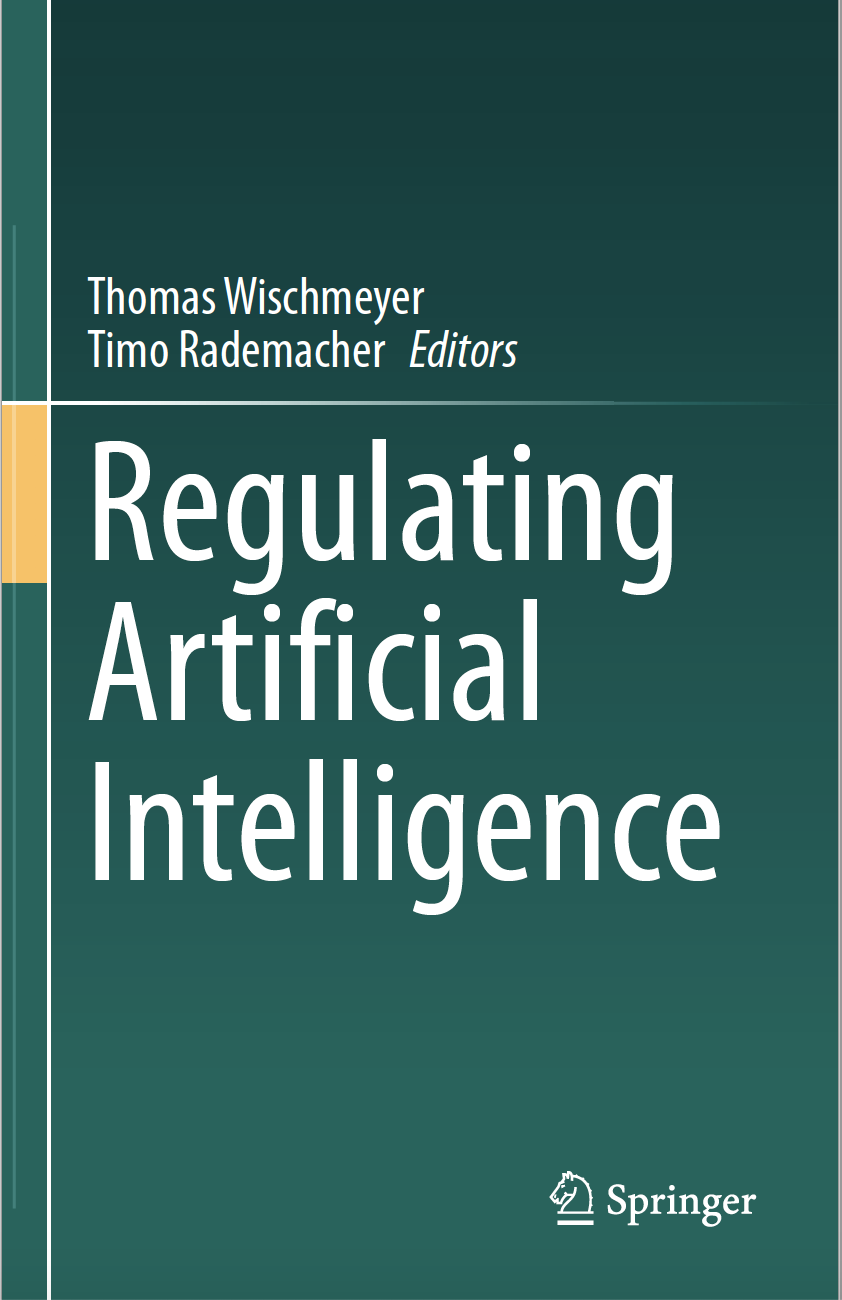 Thomas Wischmeyer
Timo Rademacher Editors
Regulating
Artificial
Intelligence
Springer